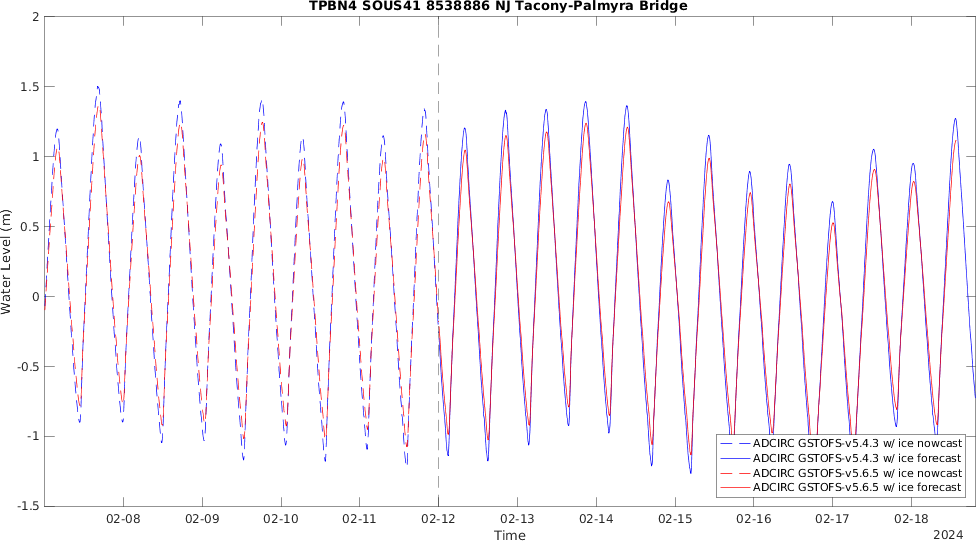 TPBN4 SOUS41 8538886 NJ Tacony-Palmyra Bridge
2
1.5
1
0.5
0
-0.5
-1
-1.5
Water Level (m)
ADCIRC GSTOFS-v5.4.3 w/ ice nowcast
ADCIRC GSTOFS-v5.4.3 w/ ice forecast
ADCIRC GSTOFS-v5.6.5 w/ ice nowcast
ADCIRC GSTOFS-v5.6.5 w/ ice forecast
02-08 02-09 02-10 02-11 02-12 02-13 02-14 02-15 02-16 02-17 02-18
Time
2024